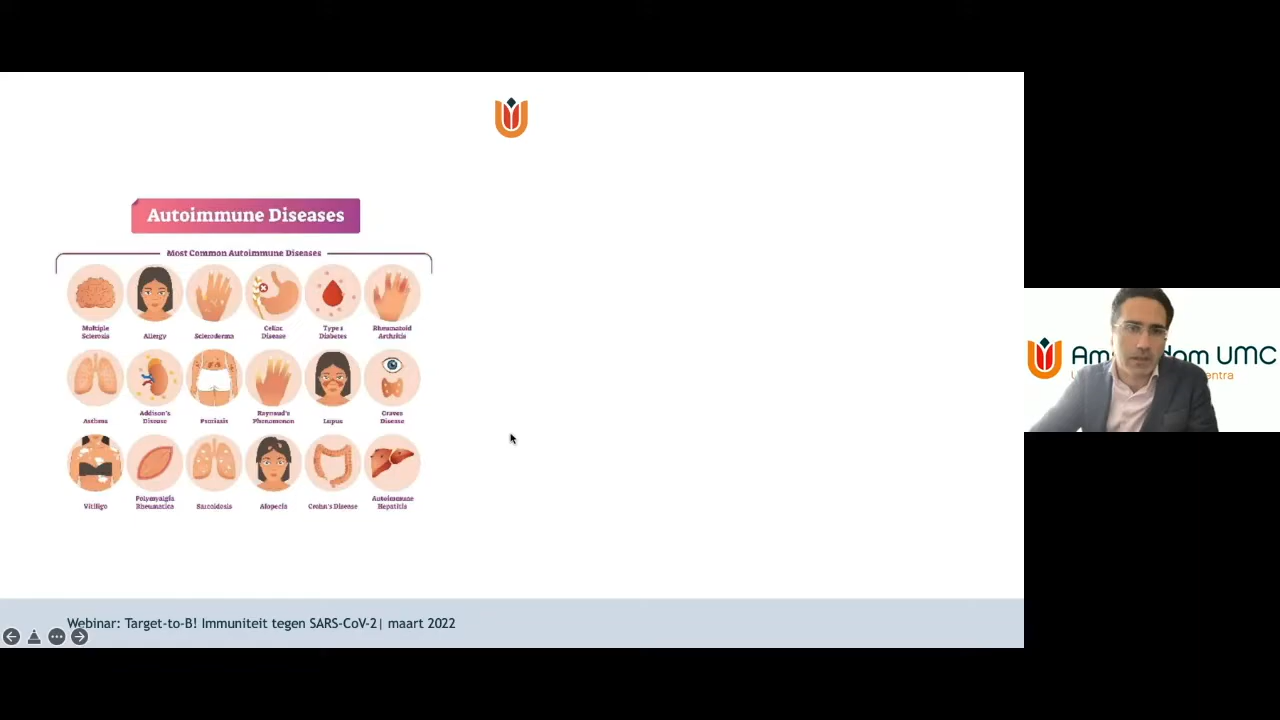 Autoimmune Diseases
Most Common Autoimmune Diseases
Multiple Sclerosis
Allergy
Scleroderma
Celiac Disease
Type 1 Diabetes
Rheumatoid Arthritis
Asthma
Addison's Disease
Psoriasis
Raynaud's Phenomenon
Lupus
Graves Disease
Vitiligo
Polymyalgia Rheumatica
Sarcoidosis
Alopecia
Crohn's Disease
Autoimmune Hepatitis
Webinar: Target-to-B! Immuniteit tegen SARS-CoV-2| maart 2022
UMC